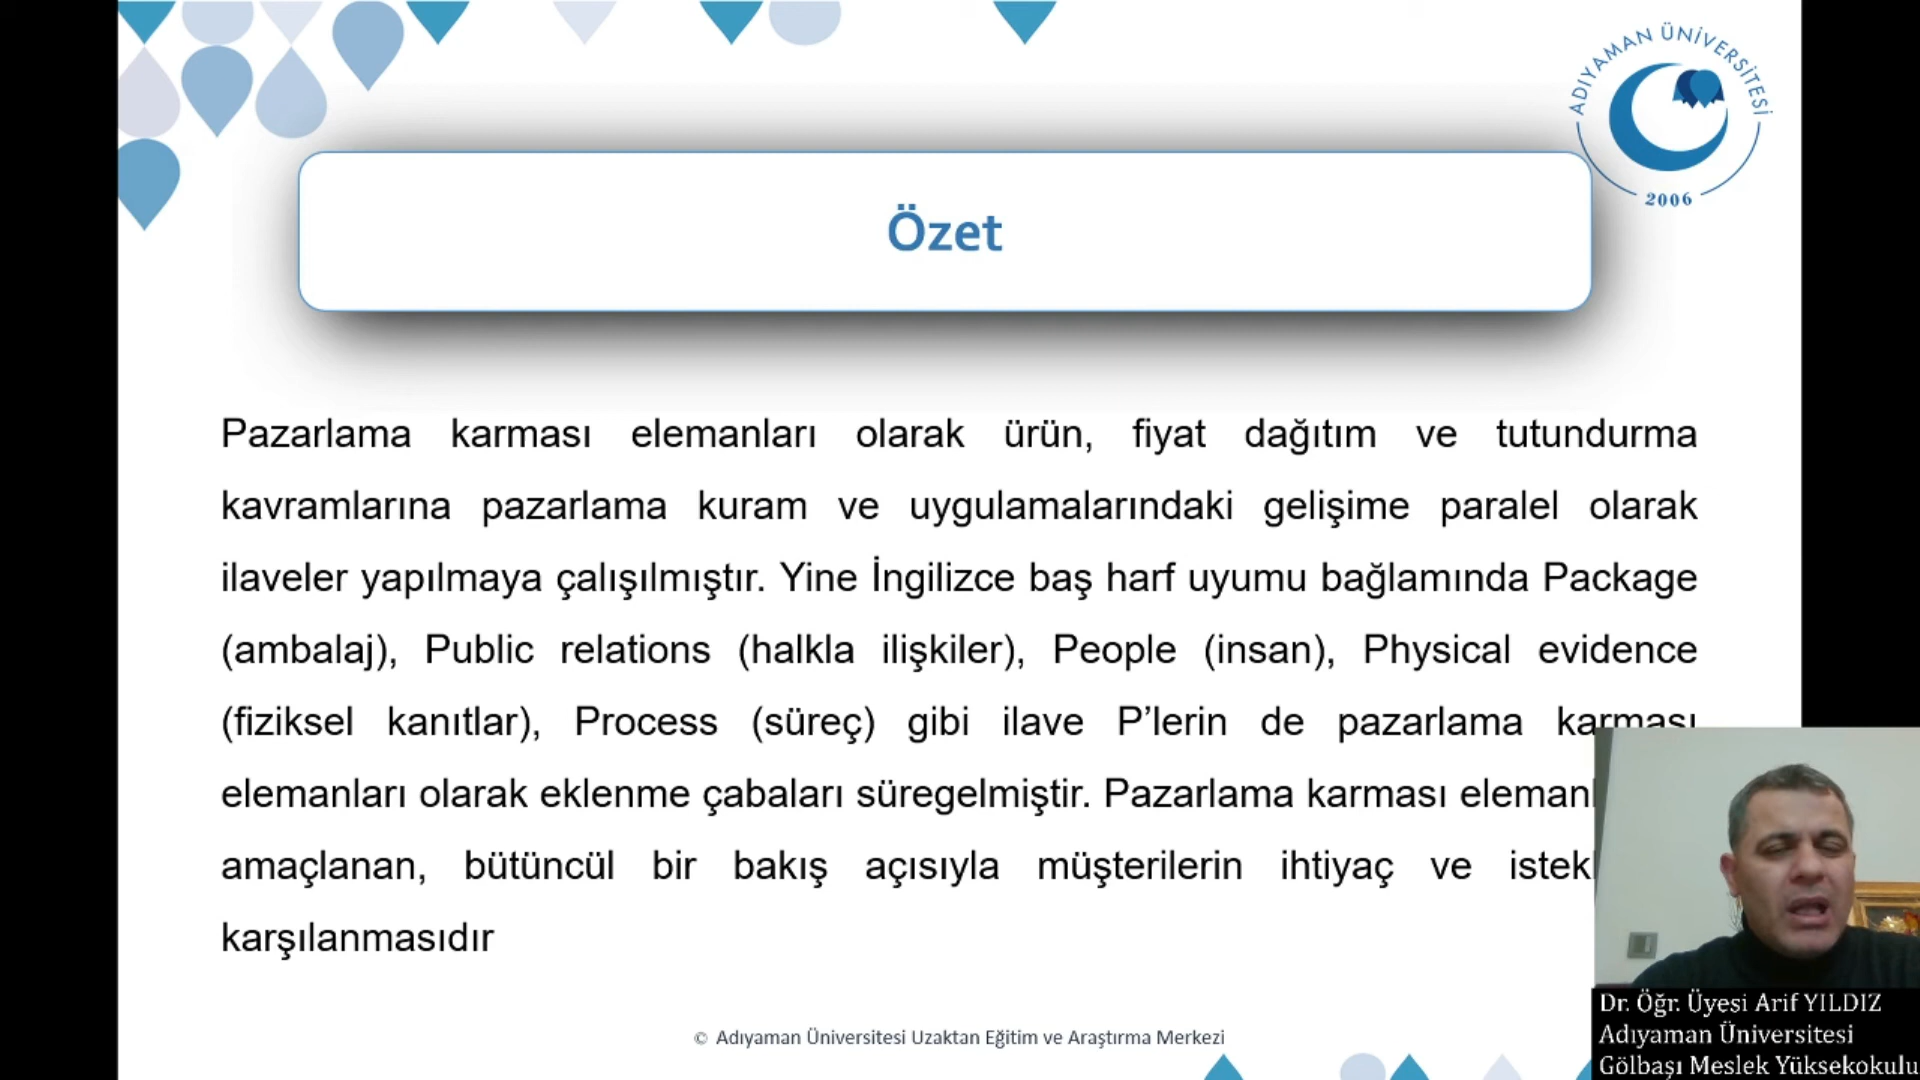 ADIYAMAN ÜNİVERSİTESİ
2006
Özet
Pazarlama karması elemanları olarak ürün, fiyat dağıtım ve tutundurma
kavramlarına pazarlama kuram ve uygulamalarındaki gelişime paralel olarak
ilaveler yapılmaya çalışılmıştır. Yine İngilizce baş harf uyumu bağlamında Package
(ambalaj), Public relations (halkla ilişkiler), People (insan), Physical evidence
(fiziksel kanıtlar), Process (süreç) gibi ilave P’lerin de pazarlama karması
elemanları olarak eklenme çabaları süregelmiştir. Pazarlama karması
amaçlanan, bütüncül bir bakış açısıyla müşterilerin ihtiyaç ve
karşılanmasıdır
© Adıyaman Üniversitesi Uzaktan Eğitim ve Araştırma Merkezi
Dr. Öğr. Üyesi Arif YILDIZ
Adıyaman Üniversitesi
Gölbaşı Meslek Yüksekokulu